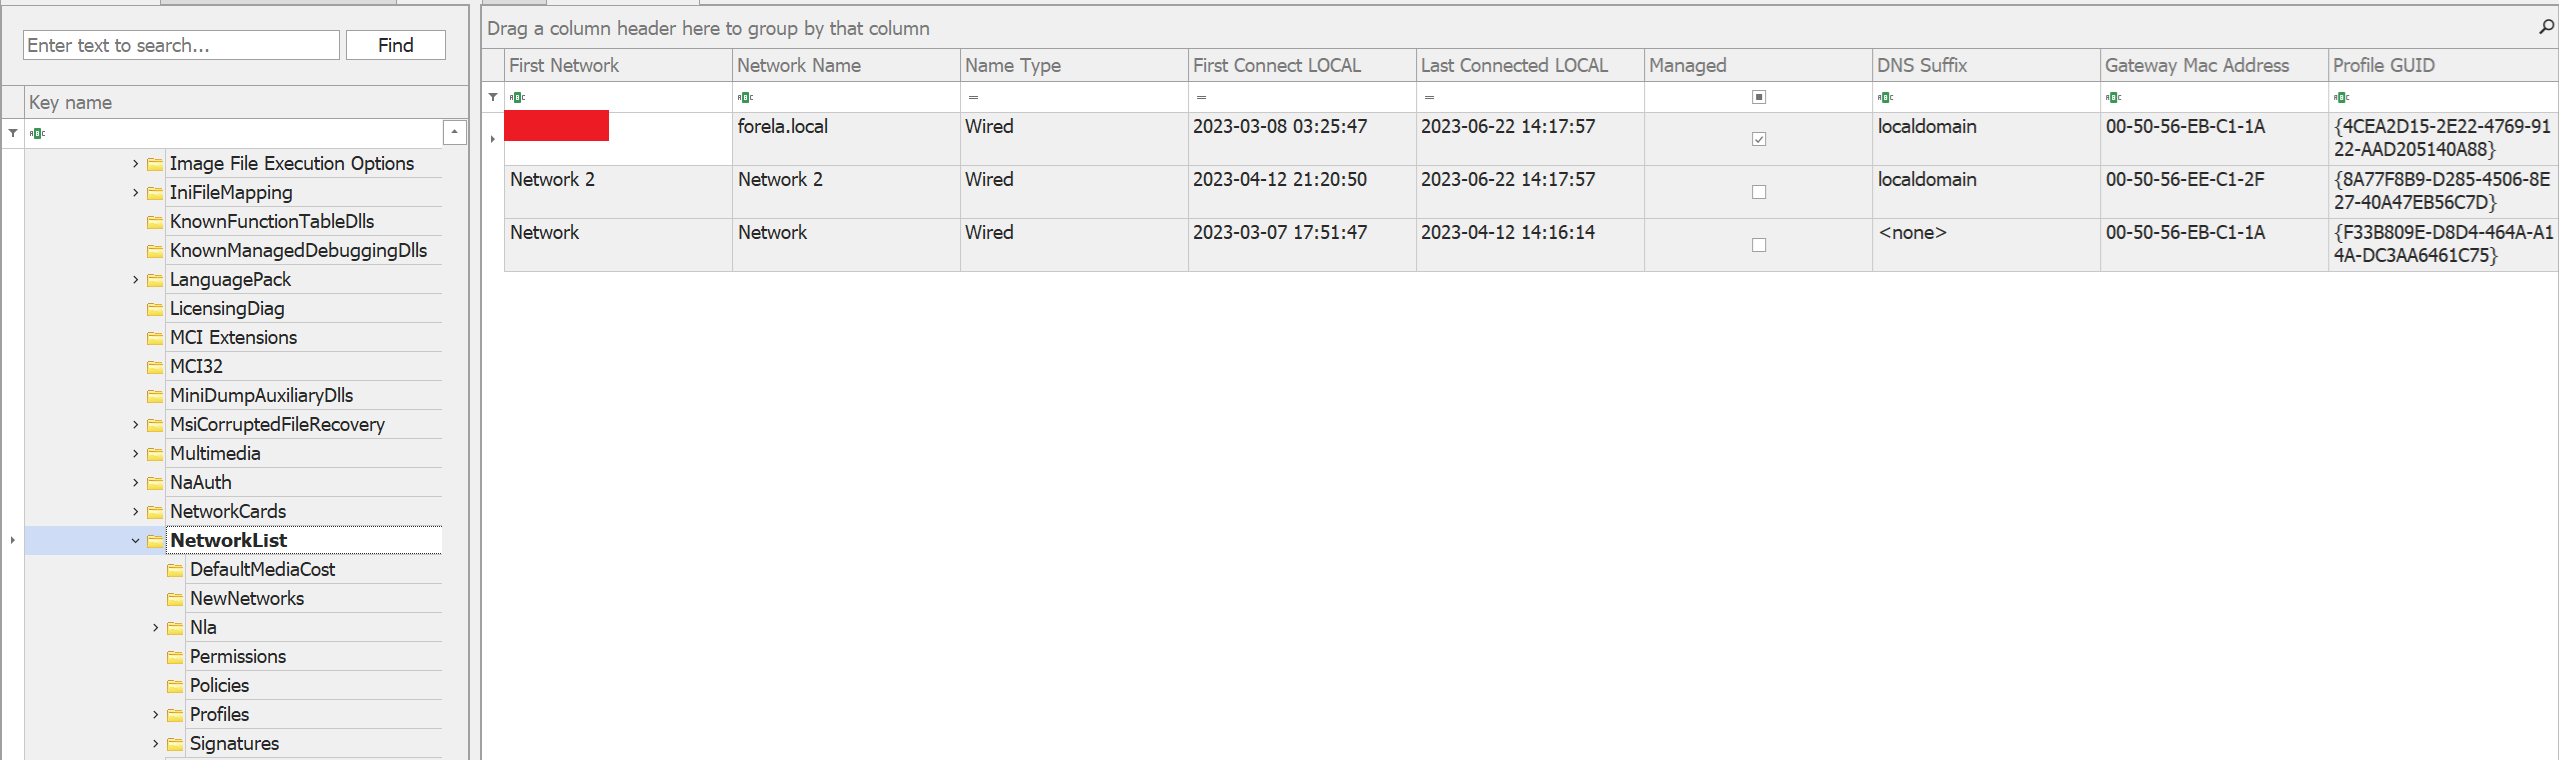 Enter text to search...
Find
Key name
Image File Execution Options
IniFileMapping
KnownFunctionTableDlls
KnownManagedDebuggingDlls
LanguagePack
LicensingDiag
MCI Extensions
MCI32
MiniDumpAuxiliaryDlls
MsiCorruptedFileRecovery
Multimedia
NaAuth
NetworkCards
NetworkList
DefaultMediaCost
NewNetworks
Nla
Permissions
Policies
Profiles
Signatures
Drag a column header here to group by that column
First Network Network Name Name Type First Connect LOCAL Last Connected LOCAL Managed DNS Suffix Gateway Mac Address Profile GUID
= = =
forela.local Wired 2023-03-08 03:25:47 2023-06-22 14:17:57 localdomain 00-50-56-EB-C1-1A {4CEA2D15-2E22-4769-91
22-AAD205140A88}
Network 2 Network 2 Wired 2023-04-12 21:20:50 2023-06-22 14:17:57 localdomain 00-50-56-EE-C1-2F {8A77F8B9-D285-4506-8E
27-40A47EB56C7D}
Network Network Wired 2023-03-07 17:51:47 2023-04-12 14:16:14 <none> 00-50-56-EB-C1-1A {F33B809E-D8D4-464A-A1
4A-DC3AA6461C75}